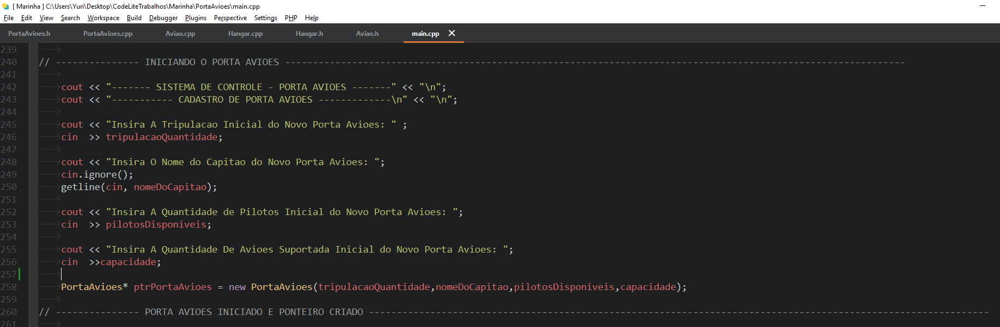 [ Marinha ] C:\Users\Yuri\Desktop\CodeLiteTrabalhos\Marinha\PortaAvioes\main.cpp
File Edit View Search Workspace Build Debugger Plugins Perspective Settings PHP Help
PortaAvioes.h PortaAvioes.cpp Aviao.cpp Hangar.cpp Hangar.h Aviao.h main.cpp
239
240 // --------------- INICIANDO O PORTA AVIOES ---------------------------------------------------------------------------------------------------------------
241
242 cout << "------- SISTEMA DE CONTROLE - PORTA AVIOES -------" << "\n";
243 cout << "----------- CADASTRO DE PORTA AVIOES -------------\n" << "\n";
244
245 cout << "Insira A Tripulacao Inicial do Novo Porta Avioes: " ;
246 cin  >> tripulacaoQuantidade;
247
248 cout << "Insira O Nome do Capitao do Novo Porta Avioes: ";
249 cin.ignore();
250 getline(cin, nomeDoCapitao);
251
252 cout << "Insira A Quantidade de Pilotos Inicial do Novo Porta Avioes: ";
253 cin  >> pilotosDisponiveis;
254
255 cout << "Insira A Quantidade De Avioes Suportada Inicial do Novo Porta Avioes: ";
256 cin  >>capacidade;
257
258 PortaAvioes* ptrPortaAvioes = new PortaAvioes(tripulacaoQuantidade,nomeDoCapitao,pilotosDisponiveis,capacidade);
259
260 // --------------- PORTA AVIOES INICIADO E PONTEIRO CRIADO ---------------------------------------------------------------------------------------------------------------
261